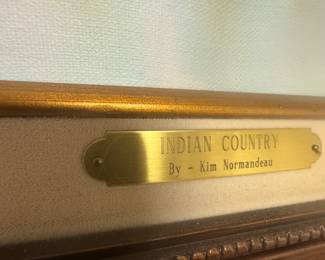 INDIAN COUNTRY
By - Kim Normandeau